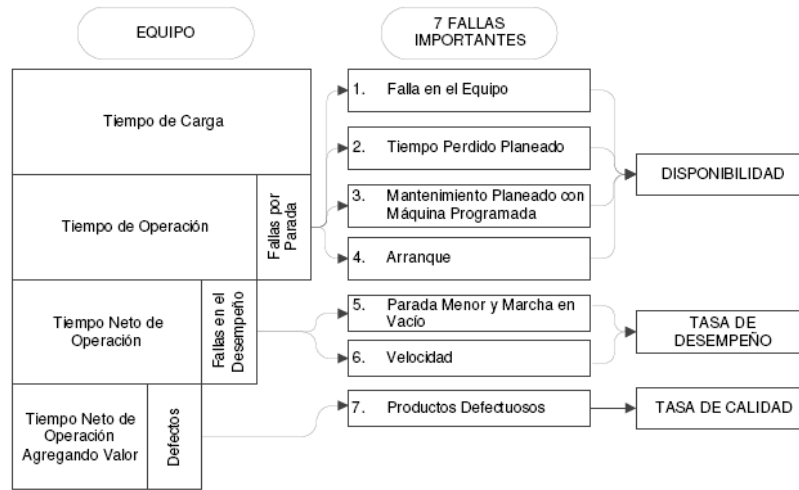 EQUIPO
7 FALLAS
IMPORTANTES
Tiempo de Carga
Tiempo de Operación
Fallas por
Parada
Tiempo Neto de
Operación
Fallas en el
Desempeño
Tiempo Neto de
Operación
Agregando Valor
Defectos
1. Falla en el Equipo
2. Tiempo Perdido Planeado
3. Mantenimiento Planeado con
Máquina Programada
4. Arranque
5. Parada Menor y Marcha en
Vacío
6. Velocidad
7. Productos Defectuosos
DISPONIBILIDAD
TASA DE
DESEMPEÑO
TASA DE CALIDAD